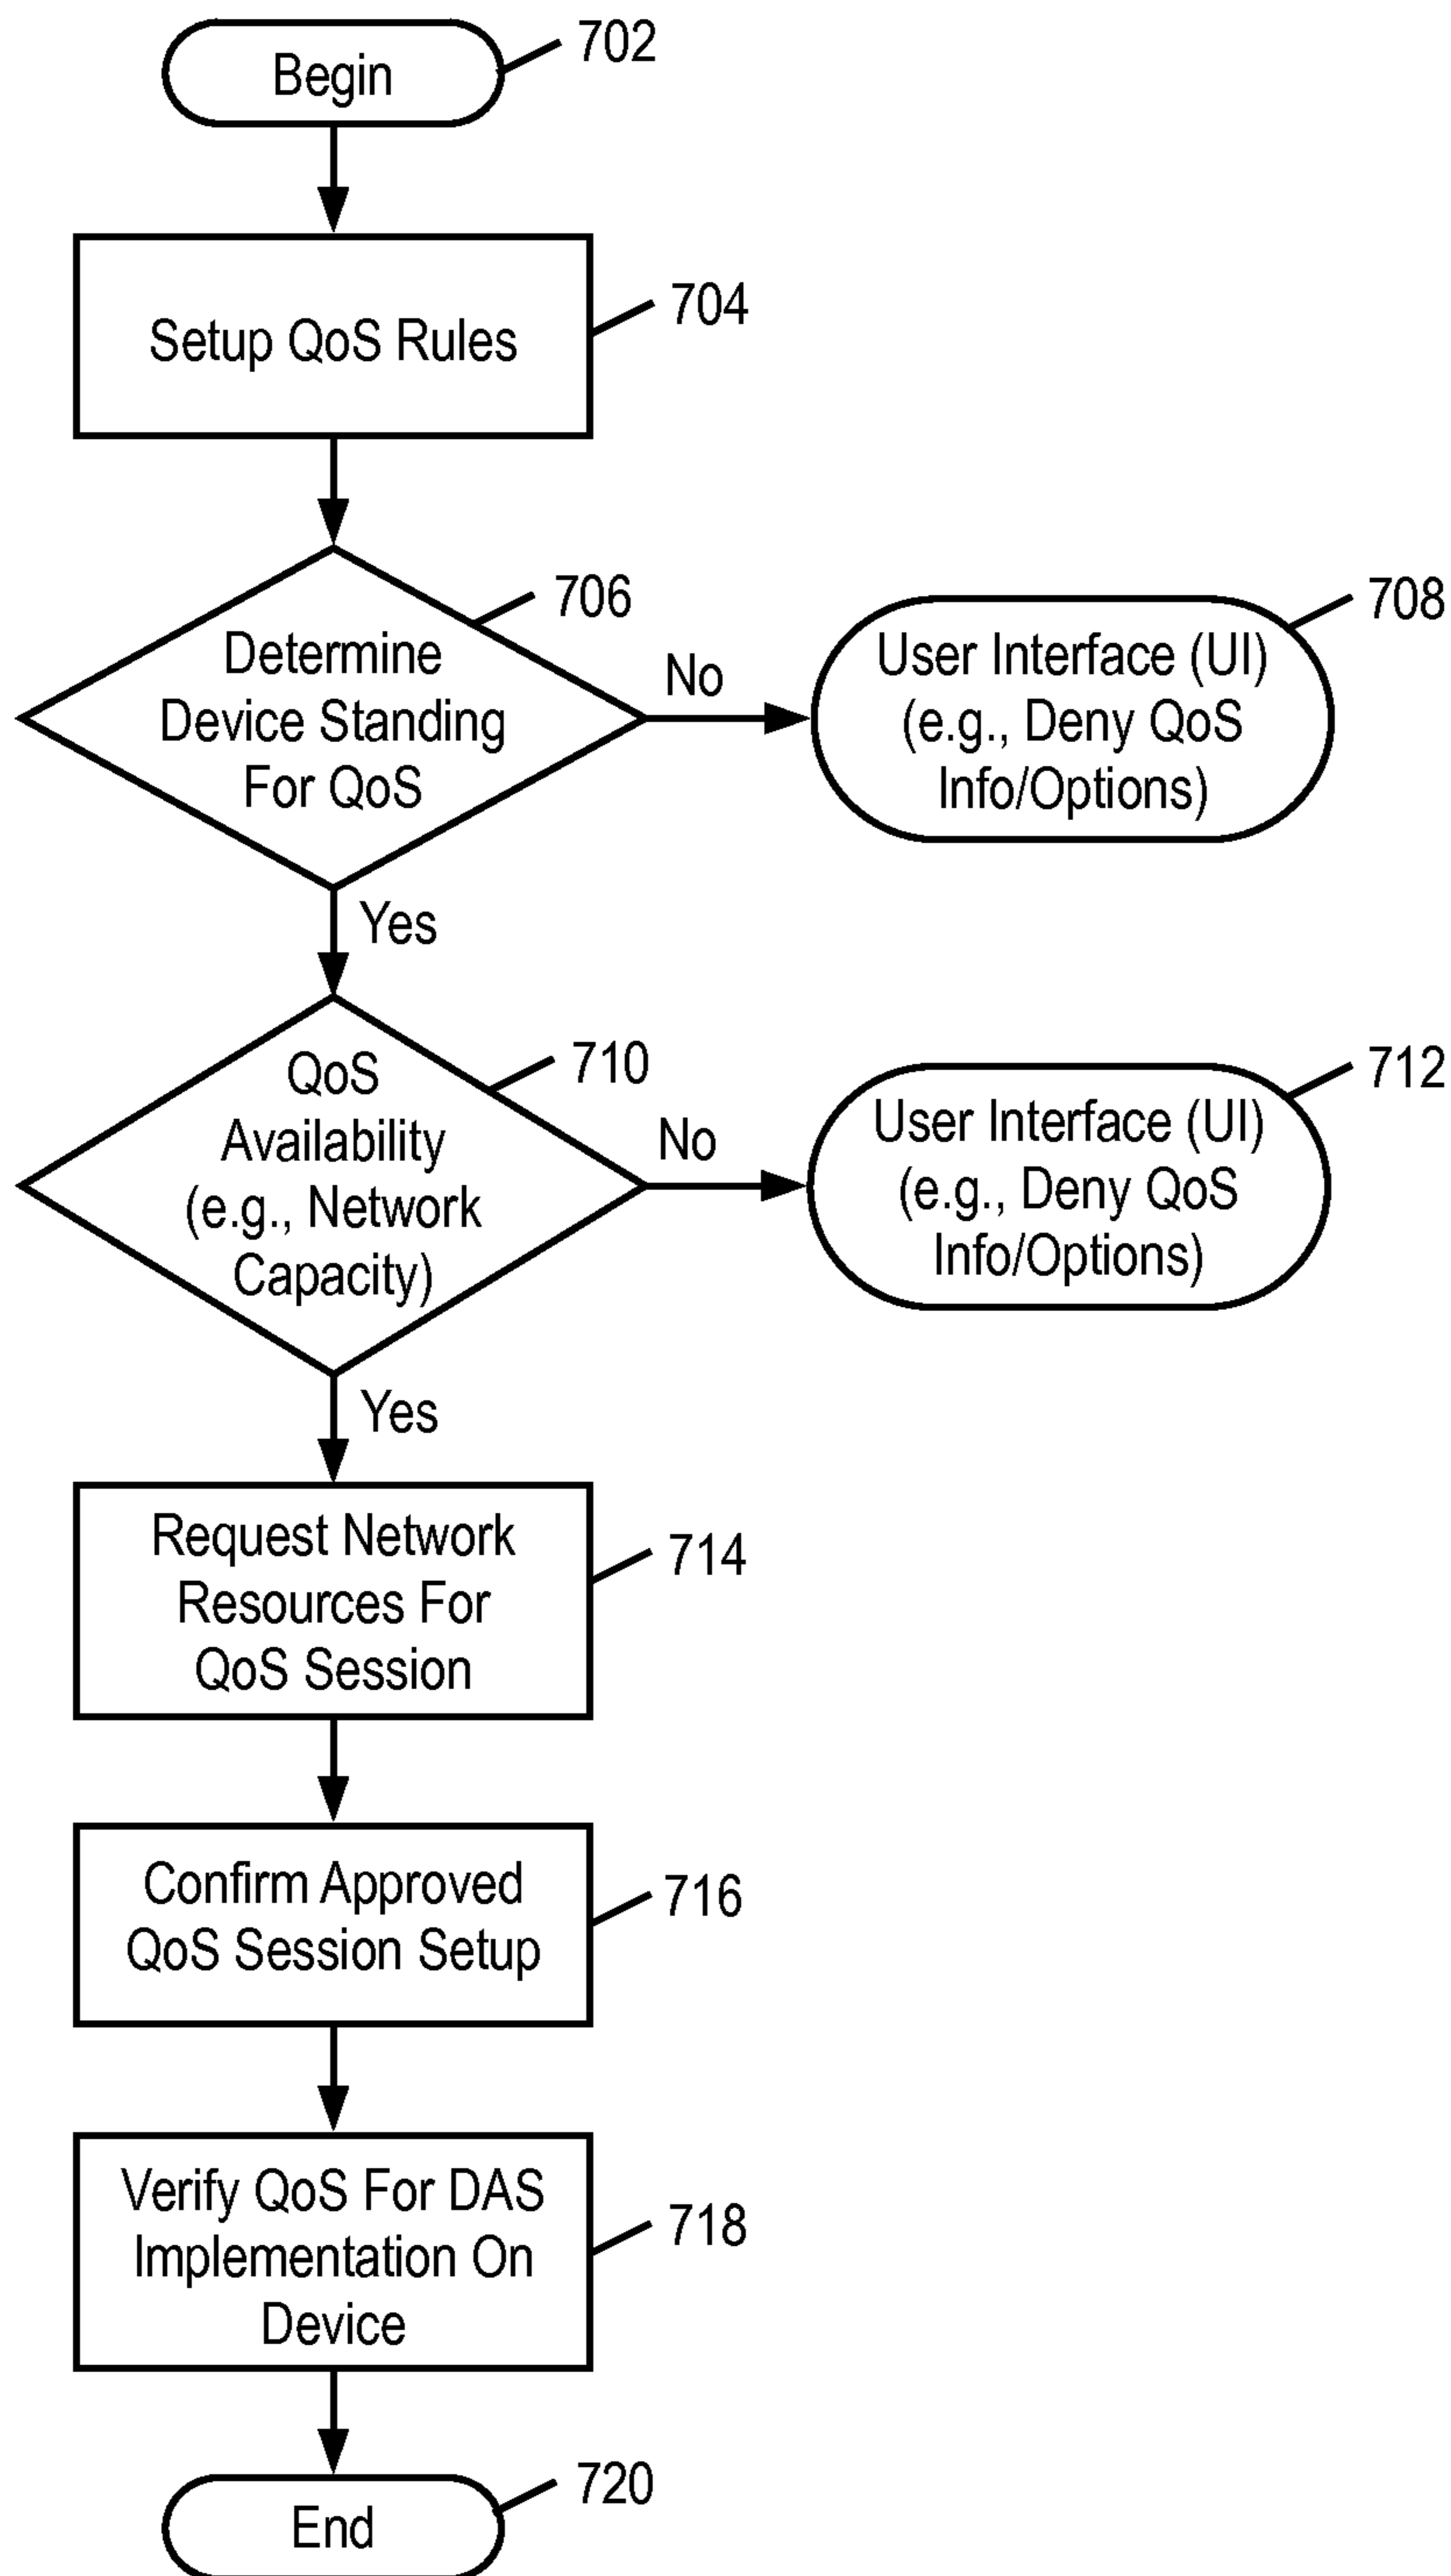 Begin
702
Setup QoS Rules
704
706
Determine
Device Standing
For QoS
No
708
User Interface (UI)
(e.g., Deny QoS
Info/Options)
Yes
710
QoS
Availability
(e.g., Network
Capacity)
No
712
User Interface (UI)
(e.g., Deny QoS
Info/Options)
Yes
Request Network
Resources For
QoS Session
714
Confirm Approved
QoS Session Setup
716
Verify QoS For DAS
Implementation On
Device
718
End
720